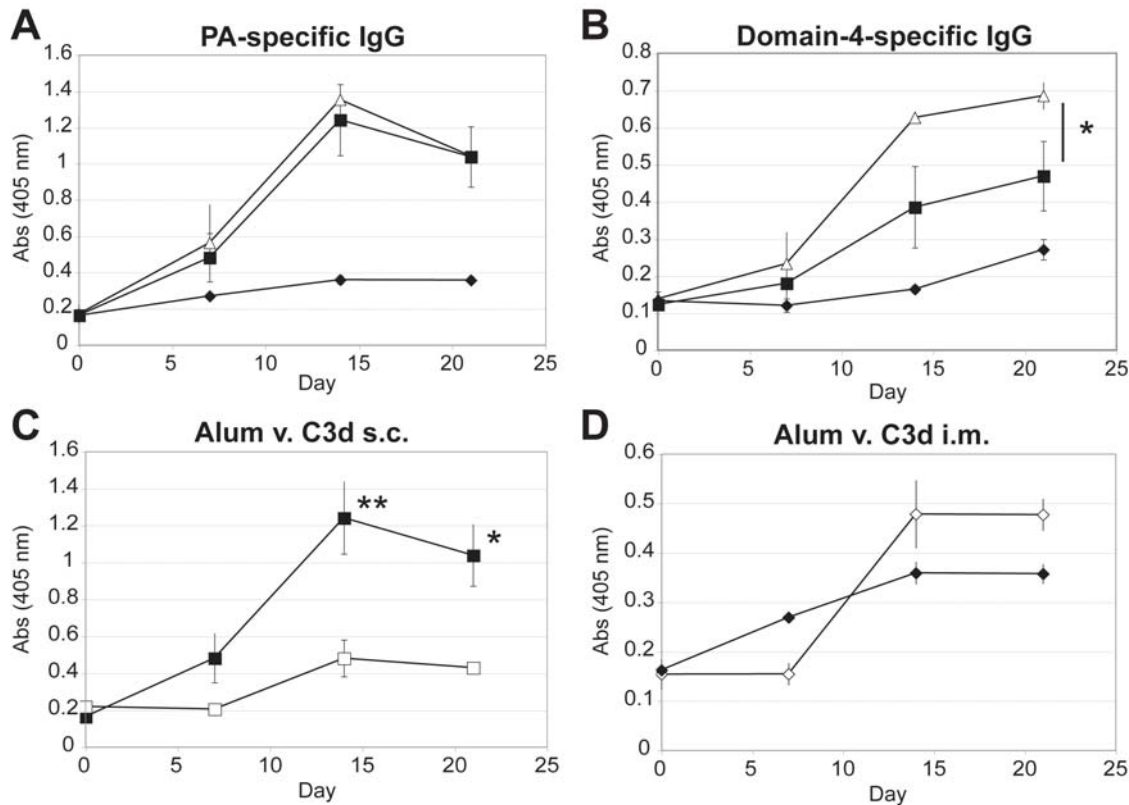 A
PA-specific IgG
1.6
1.4
1.2
1
0.8
0.6
0.4
0.2
0
Abs (405 nm)
0 5 10 15 20 25
Day
B
Domain-4-specific IgG
0.8
0.7
0.6
0.5
0.4
0.3
0.2
0.1
0
Abs (405 nm)
*
0 5 10 15 20 25
Day
C
Alum v. C3d s.c.
1.6
1.4
1.2
1
0.8
0.6
0.4
0.2
0
Abs (405 nm)
**
*
0 5 10 15 20 25
Day
D
Alum v. C3d i.m.
0.6
0.5
0.4
0.3
0.2
0.1
0
Abs (405 nm)
0 5 10 15 20 25
Day